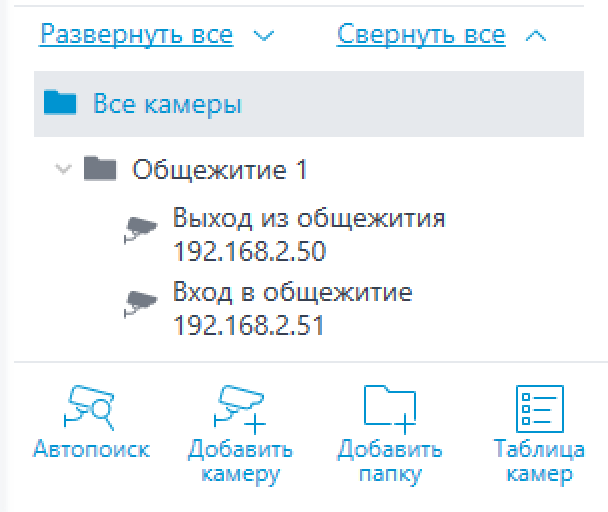 Развернуть все Свернуть все
Все камеры
Общежитие 1
Выход из общежития
192.168.2.50
Вход в общежитие
192.168.2.51
Автопоиск Добавить камеру Добавить папку Таблица камер